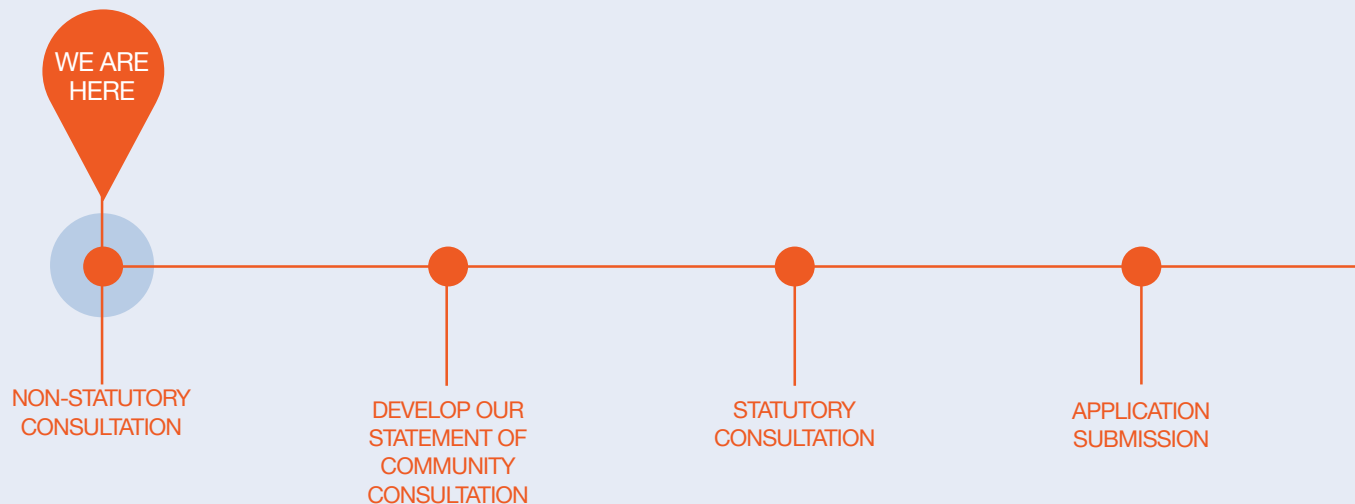 WE ARE
HERE
NON-STATUTORY
CONSULTATION
DEVELOP OUR
STATEMENT OF
COMMUNITY
CONSULTATION
STATUTORY
CONSULTATION
APPLICATION
SUBMISSION